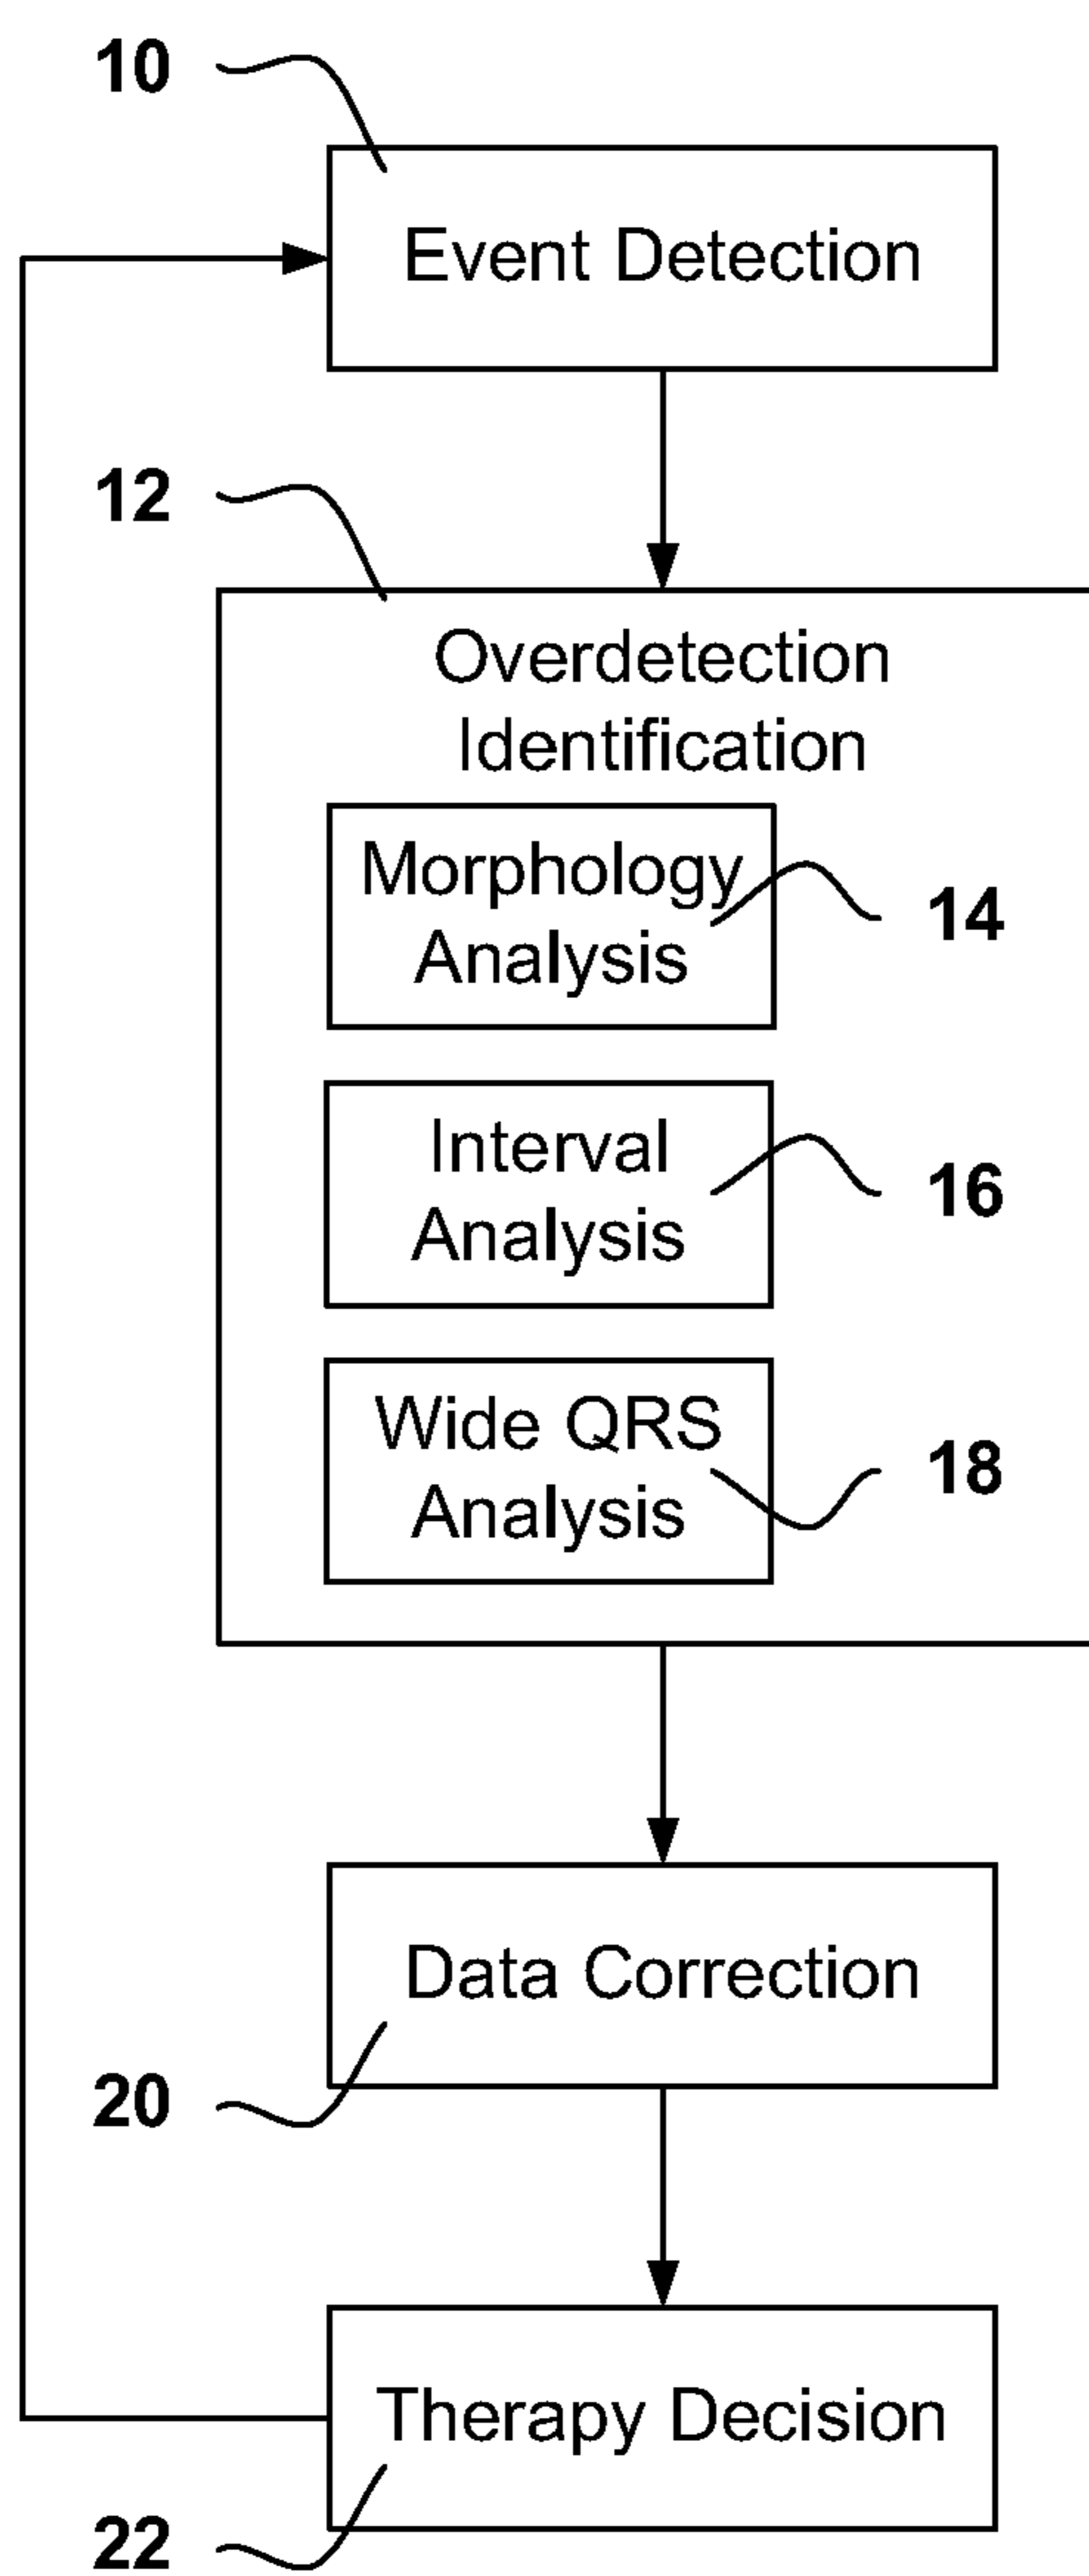 10
Event Detection
12
Overdetection
Identification
Morphology
Analysis
14
Interval
Analysis
16
Wide QRS
Analysis
18
Data Correction
20
Therapy Decision
22